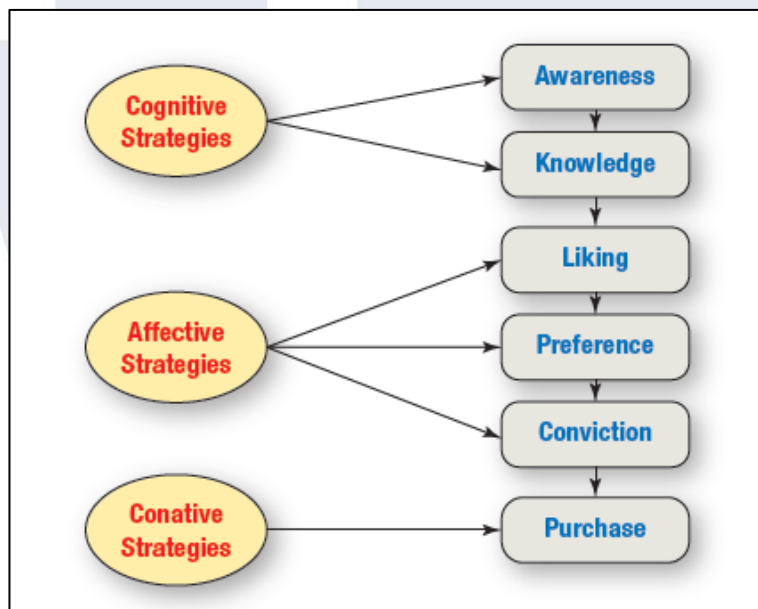 Cognitive
Strategies
Awareness
Knowledge
Affective
Strategies
Liking
Preference
Conviction
Conative
Strategies
Purchase